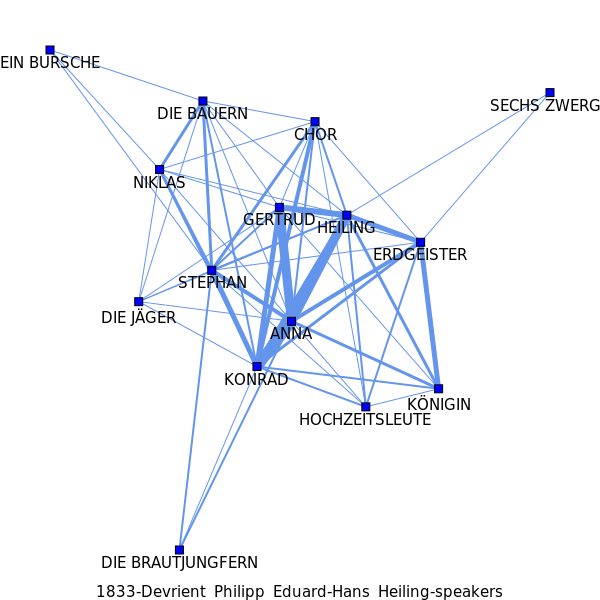 EIN BURSCHE
SECHS ZWERG
DIE BAUERN
CHOR
NIKLAS
GERTRUD
HEILING
ERDGEISTER
STEPHAN
DIE JÄGER
ANNA
KONRAD
KÖNIGIN
HOCHZEITSLEUTE
DIE BRAUTJUNGFERN
1833-Devrient Philipp Eduard-Hans Heiling-speakers